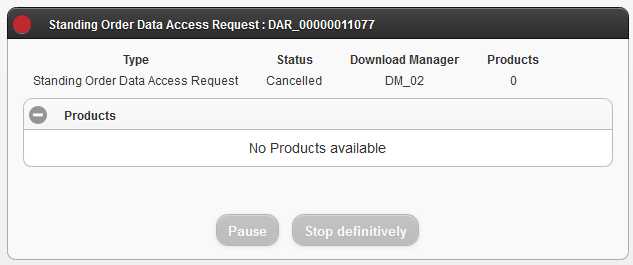 Standing Order Data Access Request : DAR_00000011077
Type Status Download Manager Products
Standing Order Data Access Request Cancelled DM_02 0
Products
No Products available
Pause Stop definitively